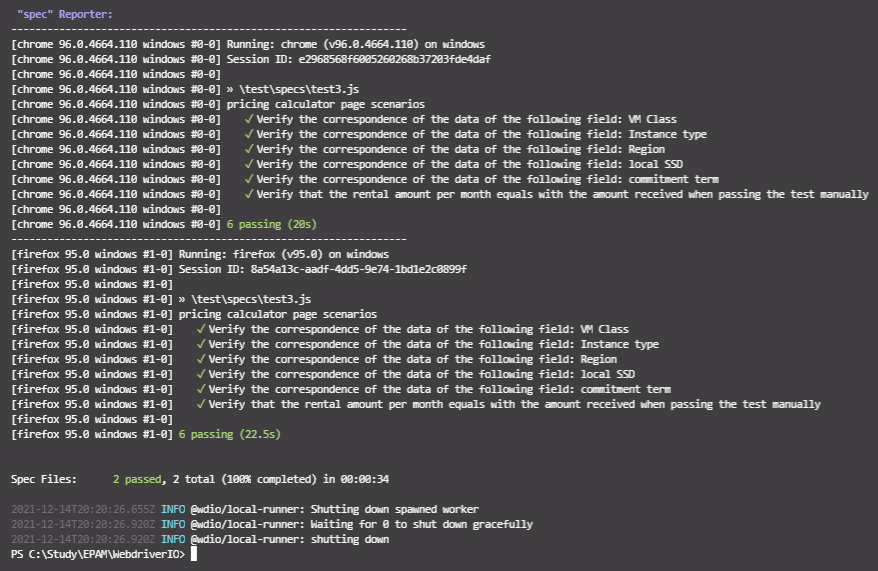 "spec" Reporter:
------------------------------------------------------------------
[chrome 96.0.4664.110 windows #0-0] Running: chrome (v96.0.4664.110) on windows
[chrome 96.0.4664.110 windows #0-0] Session ID: e2968568f6005260268b37203fde4daf
[chrome 96.0.4664.110 windows #0-0]
[chrome 96.0.4664.110 windows #0-0] » \test\specs\test3.js
[chrome 96.0.4664.110 windows #0-0] pricing calculator page scenarios
[chrome 96.0.4664.110 windows #0-0]    ✓ Verify the correspondence of the data of the following field: VM Class
[chrome 96.0.4664.110 windows #0-0]    ✓ Verify the correspondence of the data of the following field: Instance type
[chrome 96.0.4664.110 windows #0-0]    ✓ Verify the correspondence of the data of the following field: Region
[chrome 96.0.4664.110 windows #0-0]    ✓ Verify the correspondence of the data of the following field: local SSD
[chrome 96.0.4664.110 windows #0-0]    ✓ Verify the correspondence of the data of the following field: commitment term
[chrome 96.0.4664.110 windows #0-0]    ✓ Verify that the rental amount per month equals with the amount received when passing the test manually
[chrome 96.0.4664.110 windows #0-0]
[chrome 96.0.4664.110 windows #0-0] 6 passing (20s)
------------------------------------------------------------------
[firefox 95.0 windows #1-0] Running: firefox (v95.0) on windows
[firefox 95.0 windows #1-0] Session ID: 8a54a13c-aadf-4dd5-9e74-1bd1e2c0899f
[firefox 95.0 windows #1-0]
[firefox 95.0 windows #1-0] » \test\specs\test3.js
[firefox 95.0 windows #1-0] pricing calculator page scenarios
[firefox 95.0 windows #1-0]    ✓ Verify the correspondence of the data of the following field: VM Class
[firefox 95.0 windows #1-0]    ✓ Verify the correspondence of the data of the following field: Instance type
[firefox 95.0 windows #1-0]    ✓ Verify the correspondence of the data of the following field: Region
[firefox 95.0 windows #1-0]    ✓ Verify the correspondence of the data of the following field: local SSD
[firefox 95.0 windows #1-0]    ✓ Verify the correspondence of the data of the following field: commitment term
[firefox 95.0 windows #1-0]    ✓ Verify that the rental amount per month equals with the amount received when passing the test manually
[firefox 95.0 windows #1-0]
[firefox 95.0 windows #1-0] 6 passing (22.5s)
Spec Files:      2 passed, 2 total (100% completed) in 00:00:34
2021-12-14T20:20:26.655Z INFO @wdio/local-runner: Shutting down spawned worker
2021-12-14T20:20:26.920Z INFO @wdio/local-runner: Waiting for 0 to shut down gracefully
2021-12-14T20:20:26.920Z INFO @wdio/local-runner: shutting down
PS C:\Study\EPAM\WebdriverIO>